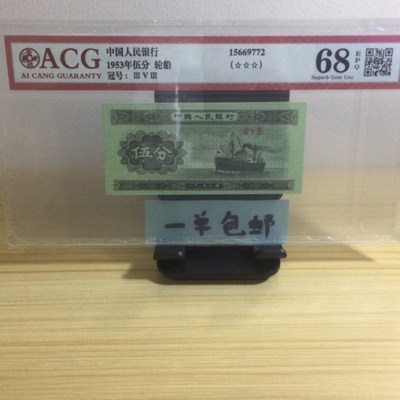 ACG
AI CANG GUARANTY
中国人民银行
1953年伍分 轮船
冠号: ⅢⅤⅢ
15669772
(☆☆☆)
68 EPQ
Superb Gem Unc
中国人民银行
ⅢⅤⅢ
伍分
一羊包邮